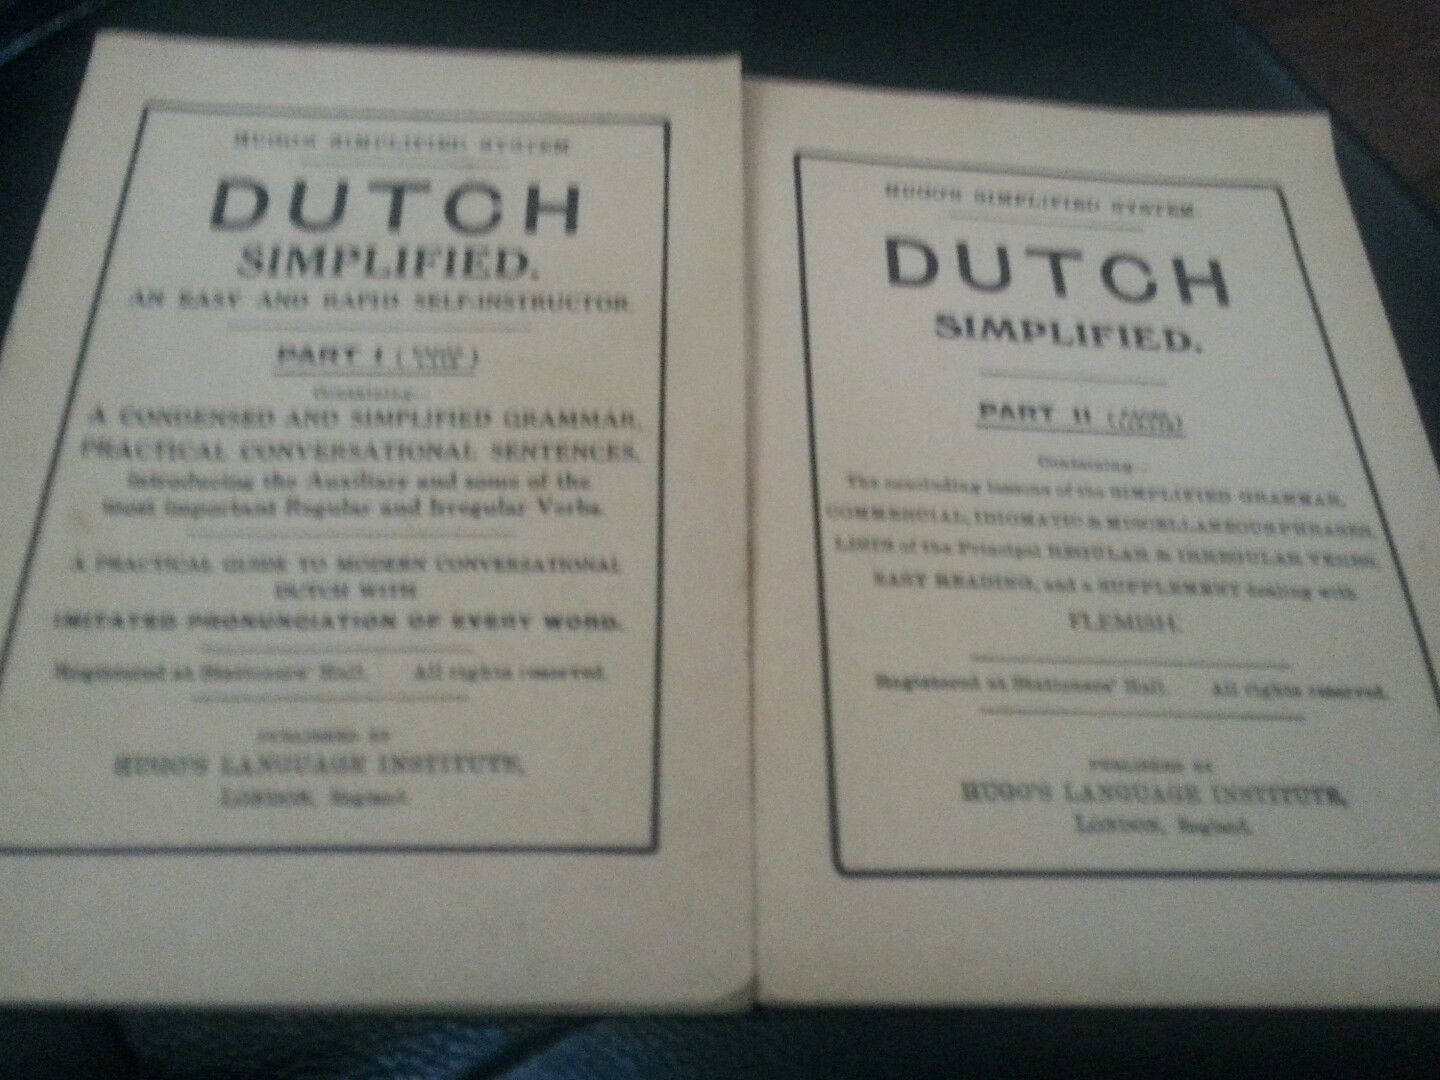 HUGO'S SIMPLIFIED SYSTEM
DUTCH
SIMPLIFIED.
AN EASY AND RAPID SELF-INSTRUCTOR.
PART I
Containing—
A CONDENSED AND SIMPLIFIED GRAMMAR,
PRACTICAL CONVERSATIONAL SENTENCES,
introducing the Auxiliary and some of the
most important Regular and Irregular Verbs.
A PRACTICAL GUIDE TO MODERN CONVERSATIONAL
DUTCH WITH
IMITATED PRONUNCIATION OF EVERY WORD.
Registered at Stationers' Hall. All rights reserved.
PUBLISHED BY
HUGO'S LANGUAGE INSTITUTE,
LONDON, England.
HUGO'S SIMPLIFIED SYSTEM.
DUTCH
SIMPLIFIED.
PART II
Containing—
The concluding lessons of the SIMPLIFIED GRAMMAR,
COMMERCIAL, IDIOMATIC & MISCELLANEOUS PHRASES,
LISTS of the Principal REGULAR & IRREGULAR VERBS,
EASY READING, and a SUPPLEMENT dealing with
FLEMISH.
Registered at Stationers' Hall. All rights reserved.
PUBLISHED BY
HUGO'S LANGUAGE INSTITUTE,
LONDON, England.